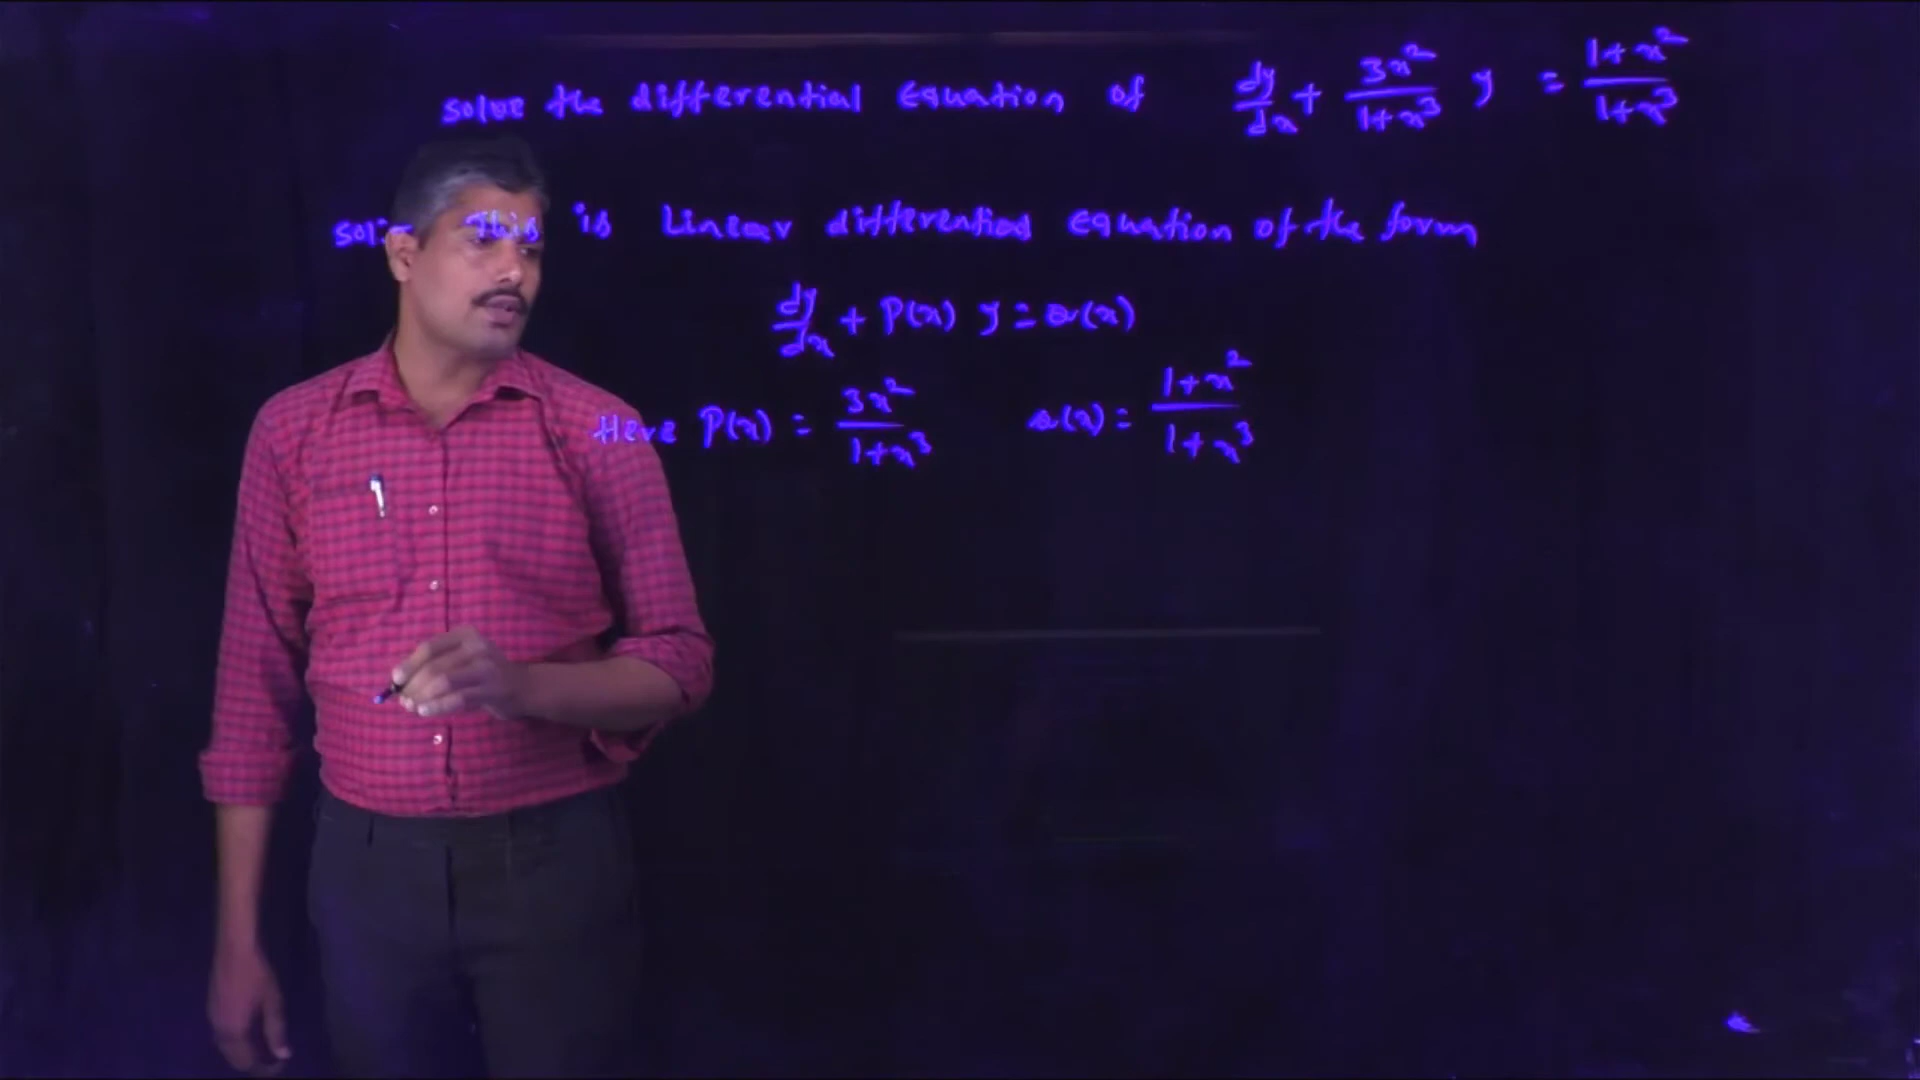 solve the differential Equation of dy/dx + 3x²/1+x³ y = 1+x²/1+x³
Sol:- This is Linear differential Equation of the form
dy/dx + P(x) y = Q(x)
Here P(x) = 3x²/1+x³ Q(x) = 1+x²/1+x³